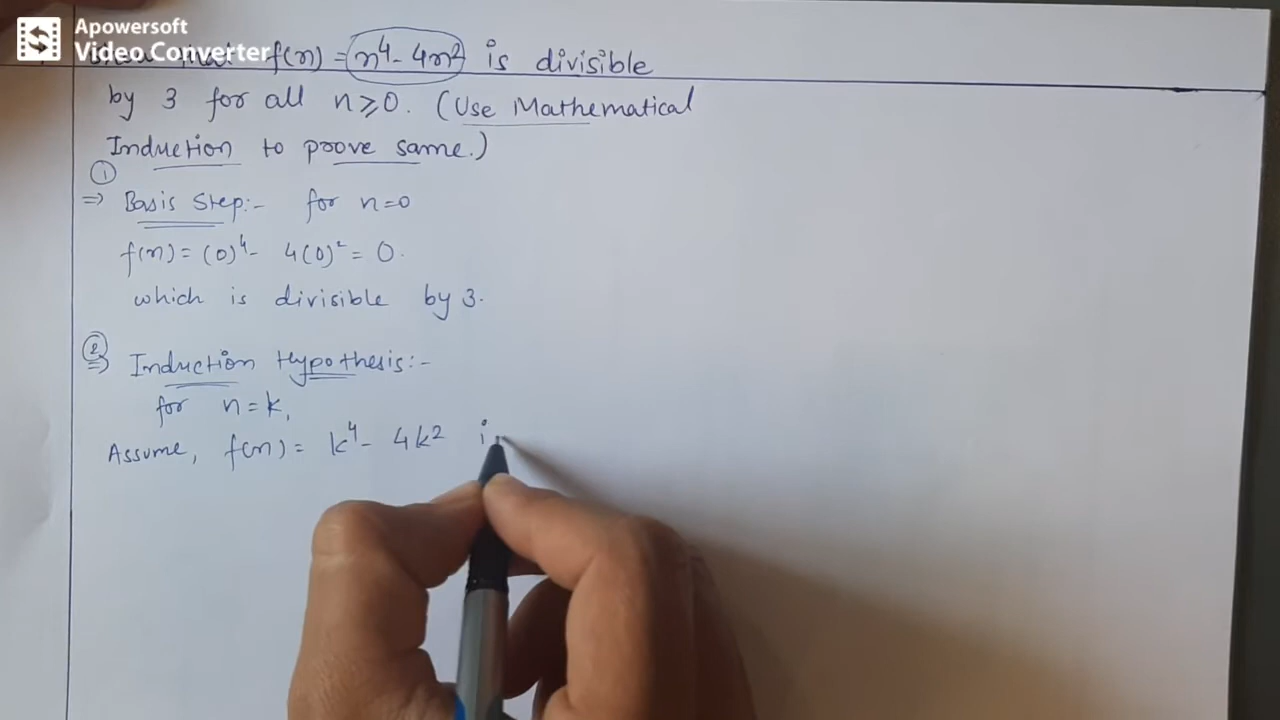 Apowersoft
Video Converter
f(n) = n⁴- 4n² is divisible
by 3 for all n ≥ 0. (Use Mathematical
Induction to prove same.)
①
⇒ Basis Step:- for n=0
f(n) = (0)⁴- 4(0)² = 0.
which is divisible by 3.
②
⇒ Induction Hypothesis:-
for n = k,
Assume, f(n) = k⁴- 4k² i